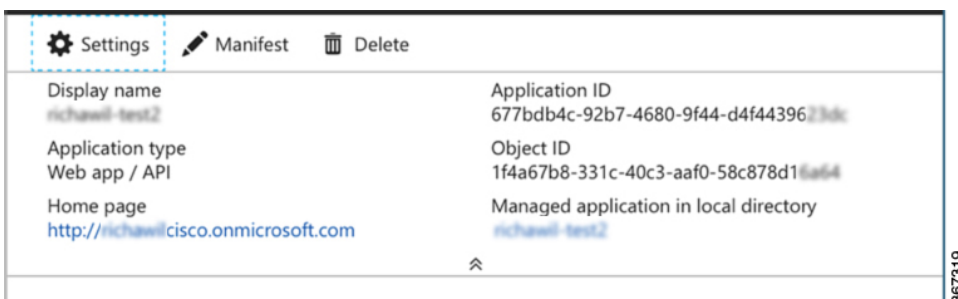 Settings Manifest Delete
Display name
Application type
Web app / API
Home page
http:// cisco.onmicrosoft.com
Application ID
677bdb4c-92b7-4680-9f44-d4f44396
Object ID
1f4a67b8-331c-40c3-aaf0-58c878d1
Managed application in local directory
367319